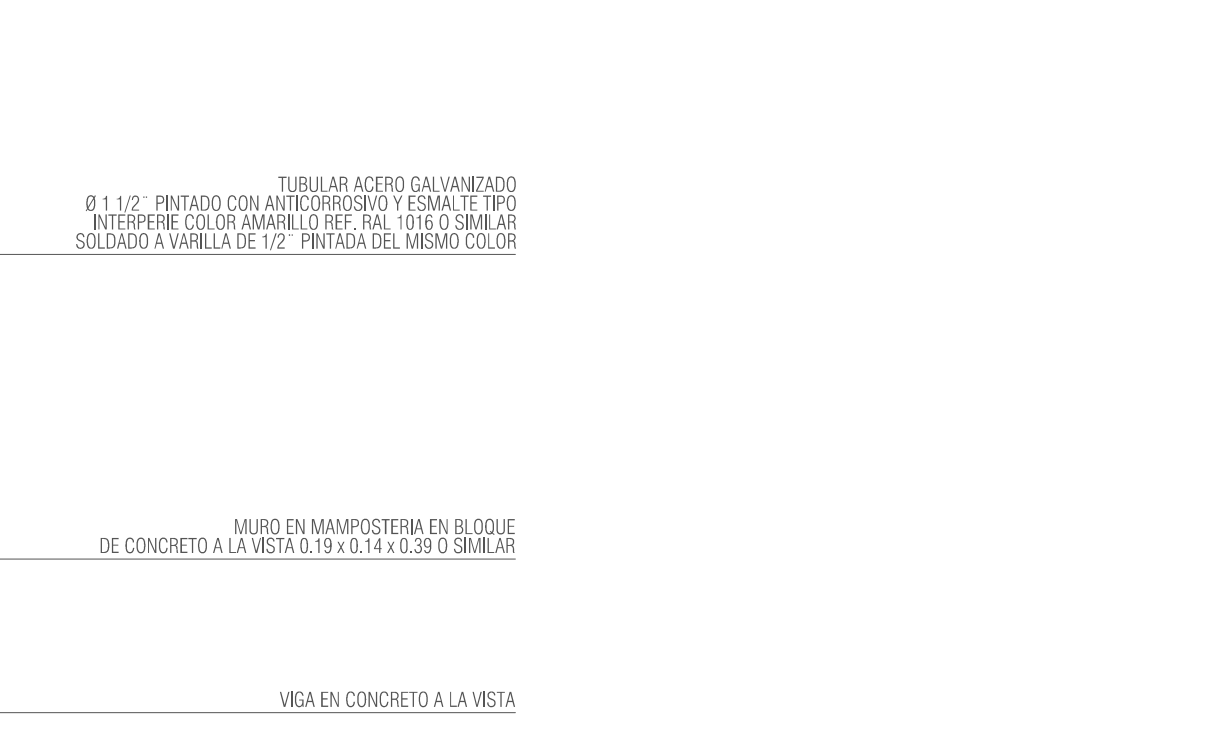 TUBULAR ACERO GALVANIZADO
Ø 1 1/2¨ PINTADO CON ANTICORROSIVO Y ESMALTE TIPO
INTERPERIE COLOR AMARILLO REF. RAL 1016 O SIMILAR
SOLDADO A VARILLA DE 1/2¨ PINTADA DEL MISMO COLOR
MURO EN MAMPOSTERIA EN BLOQUE
DE CONCRETO A LA VISTA 0.19 x 0.14 x 0.39 O SIMILAR
VIGA EN CONCRETO A LA VISTA